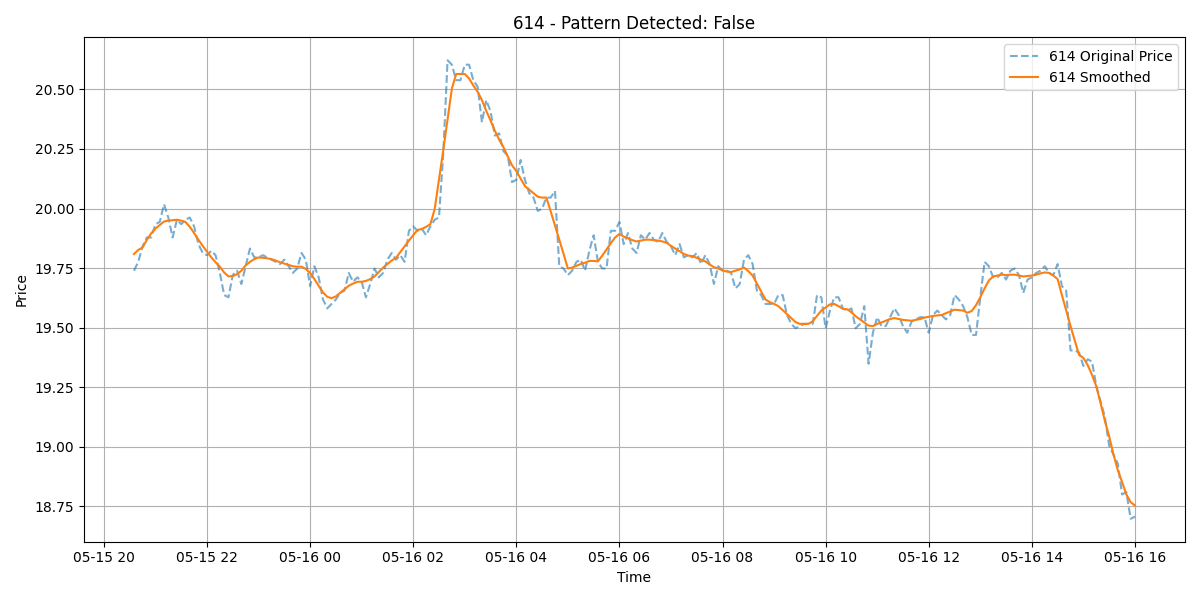 614 - Pattern Detected: False
614 Original Price
614 Smoothed
Price
20.50
20.25
20.00
19.75
19.50
19.25
19.00
18.75
05-15 20 05-15 22 05-16 00 05-16 02 05-16 04 05-16 06 05-16 08 05-16 10 05-16 12 05-16 14 05-16 16
Time